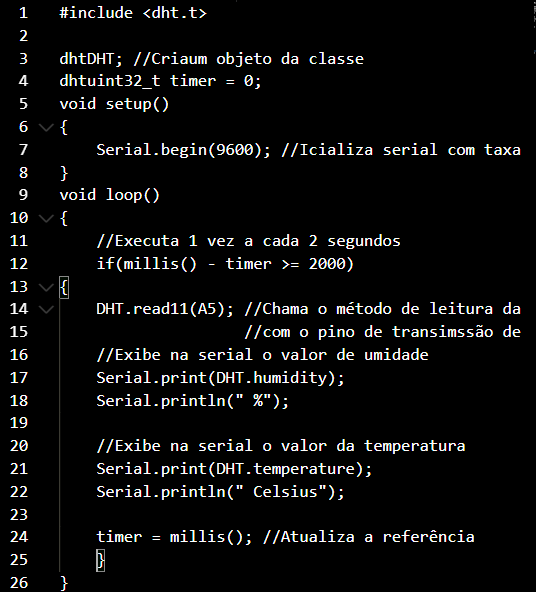 1 #include <dht.t>
2
3 dhtDHT; //Criaum objeto da classe
4 dhtuint32_t timer = 0;
5 void setup()
6 {
7 Serial.begin(9600); //Icializa serial com taxa
8 }
9 void loop()
10 {
11 //Executa 1 vez a cada 2 segundos
12 if(millis() - timer >= 2000)
13 {
14 DHT.read11(A5); //Chama o método de leitura da
15 //com o pino de transimssão de
16 //Exibe na serial o valor de umidade
17 Serial.print(DHT.humidity);
18 Serial.println(" %");
19
20 //Exibe na serial o valor da temperatura
21 Serial.print(DHT.temperature);
22 Serial.println(" Celsius");
23
24 timer = millis(); //Atualiza a referência
25 }
26 }